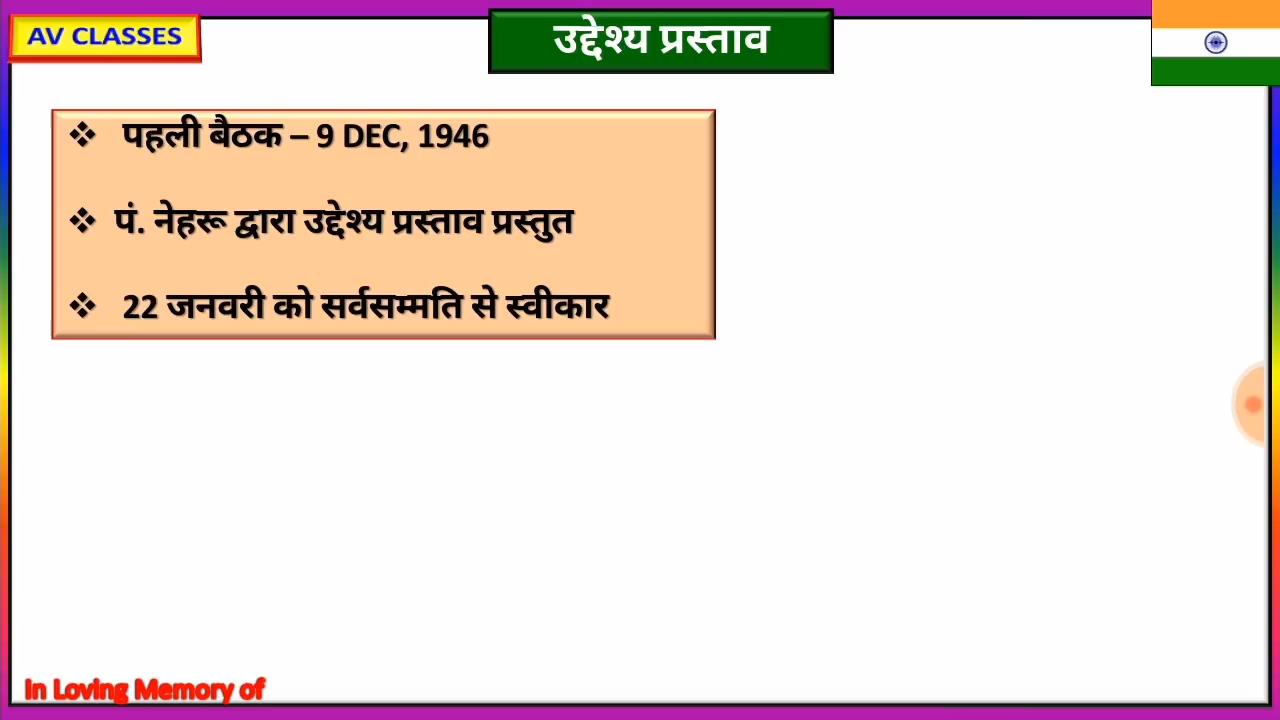 AV CLASSES
उद्देश्य प्रस्ताव
❖ पहली बैठक – 9 DEC, 1946
❖ पं. नेहरू द्वारा उद्देश्य प्रस्ताव प्रस्तुत
❖ 22 जनवरी को सर्वसम्मति से स्वीकार
In Loving Memory of